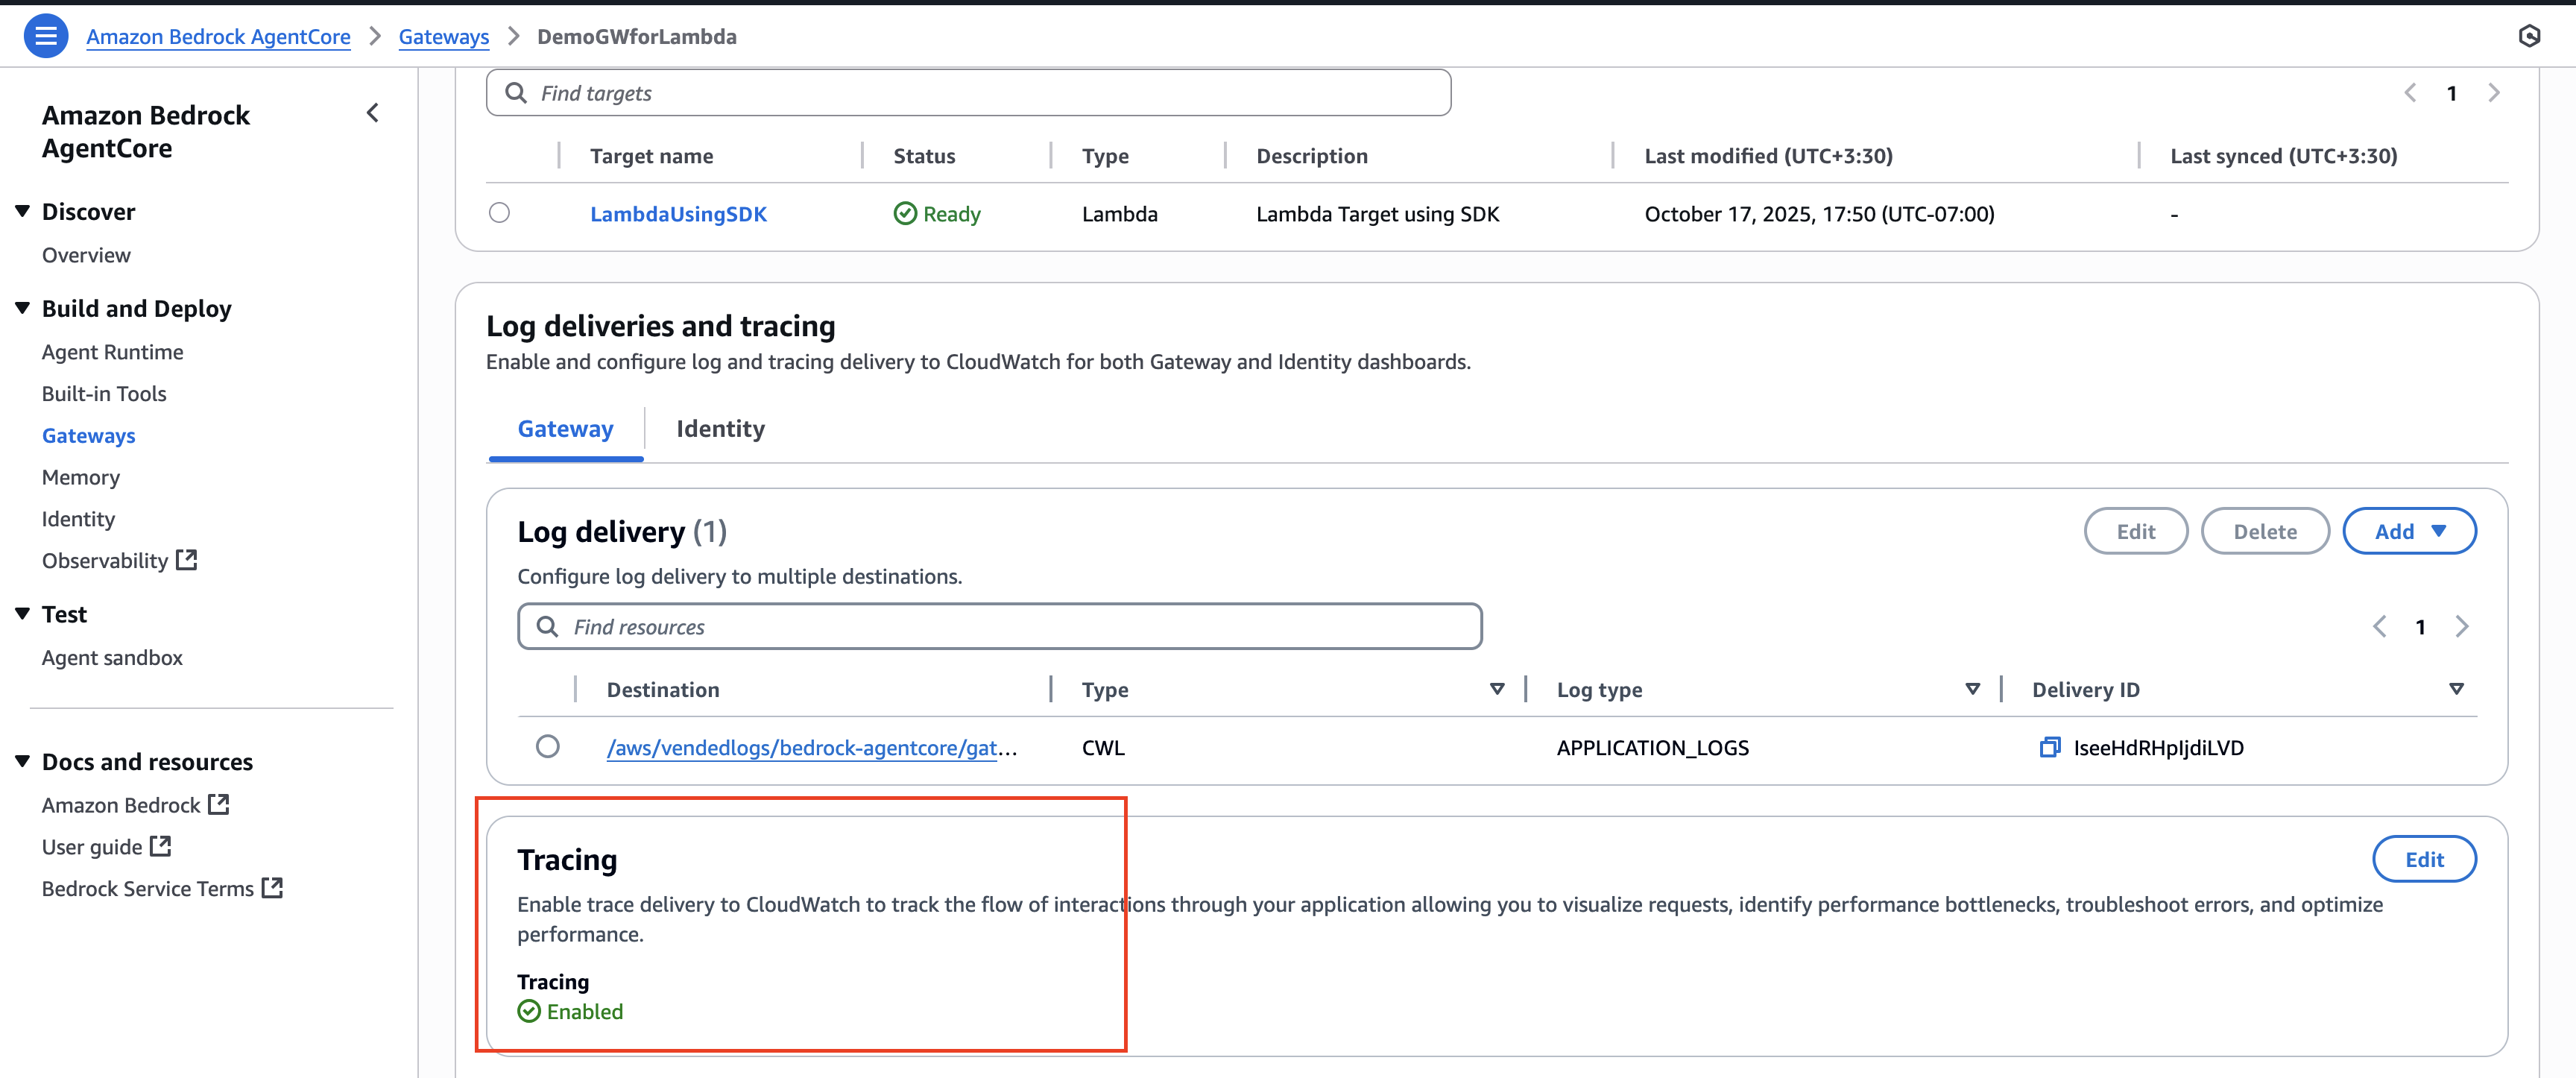 Amazon Bedrock AgentCore > Gateways > DemoGWforLambda
Amazon Bedrock
AgentCore
Discover
Overview
Build and Deploy
Agent Runtime
Built-in Tools
Gateways
Memory
Identity
Observability
Test
Agent sandbox
Docs and resources
Amazon Bedrock
User guide
Bedrock Service Terms
Find targets
1
Target name Status Type Description Last modified (UTC+3:30) Last synced (UTC+3:30)
LambdaUsingSDK Ready Lambda Lambda Target using SDK October 17, 2025, 17:50 (UTC-07:00) -
Log deliveries and tracing
Enable and configure log and tracing delivery to CloudWatch for both Gateway and Identity dashboards.
Gateway Identity
Log delivery (1)
Edit Delete Add
Configure log delivery to multiple destinations.
Find resources
1
Destination Type Log type Delivery ID
/aws/vendedlogs/bedrock-agentcore/gat... CWL APPLICATION_LOGS
Tracing
Edit
Enable trace delivery to CloudWatch to track the flow of interactions through your application allowing you to visualize requests, identify performance bottlenecks, troubleshoot errors, and optimize
performance.
Tracing
Enabled